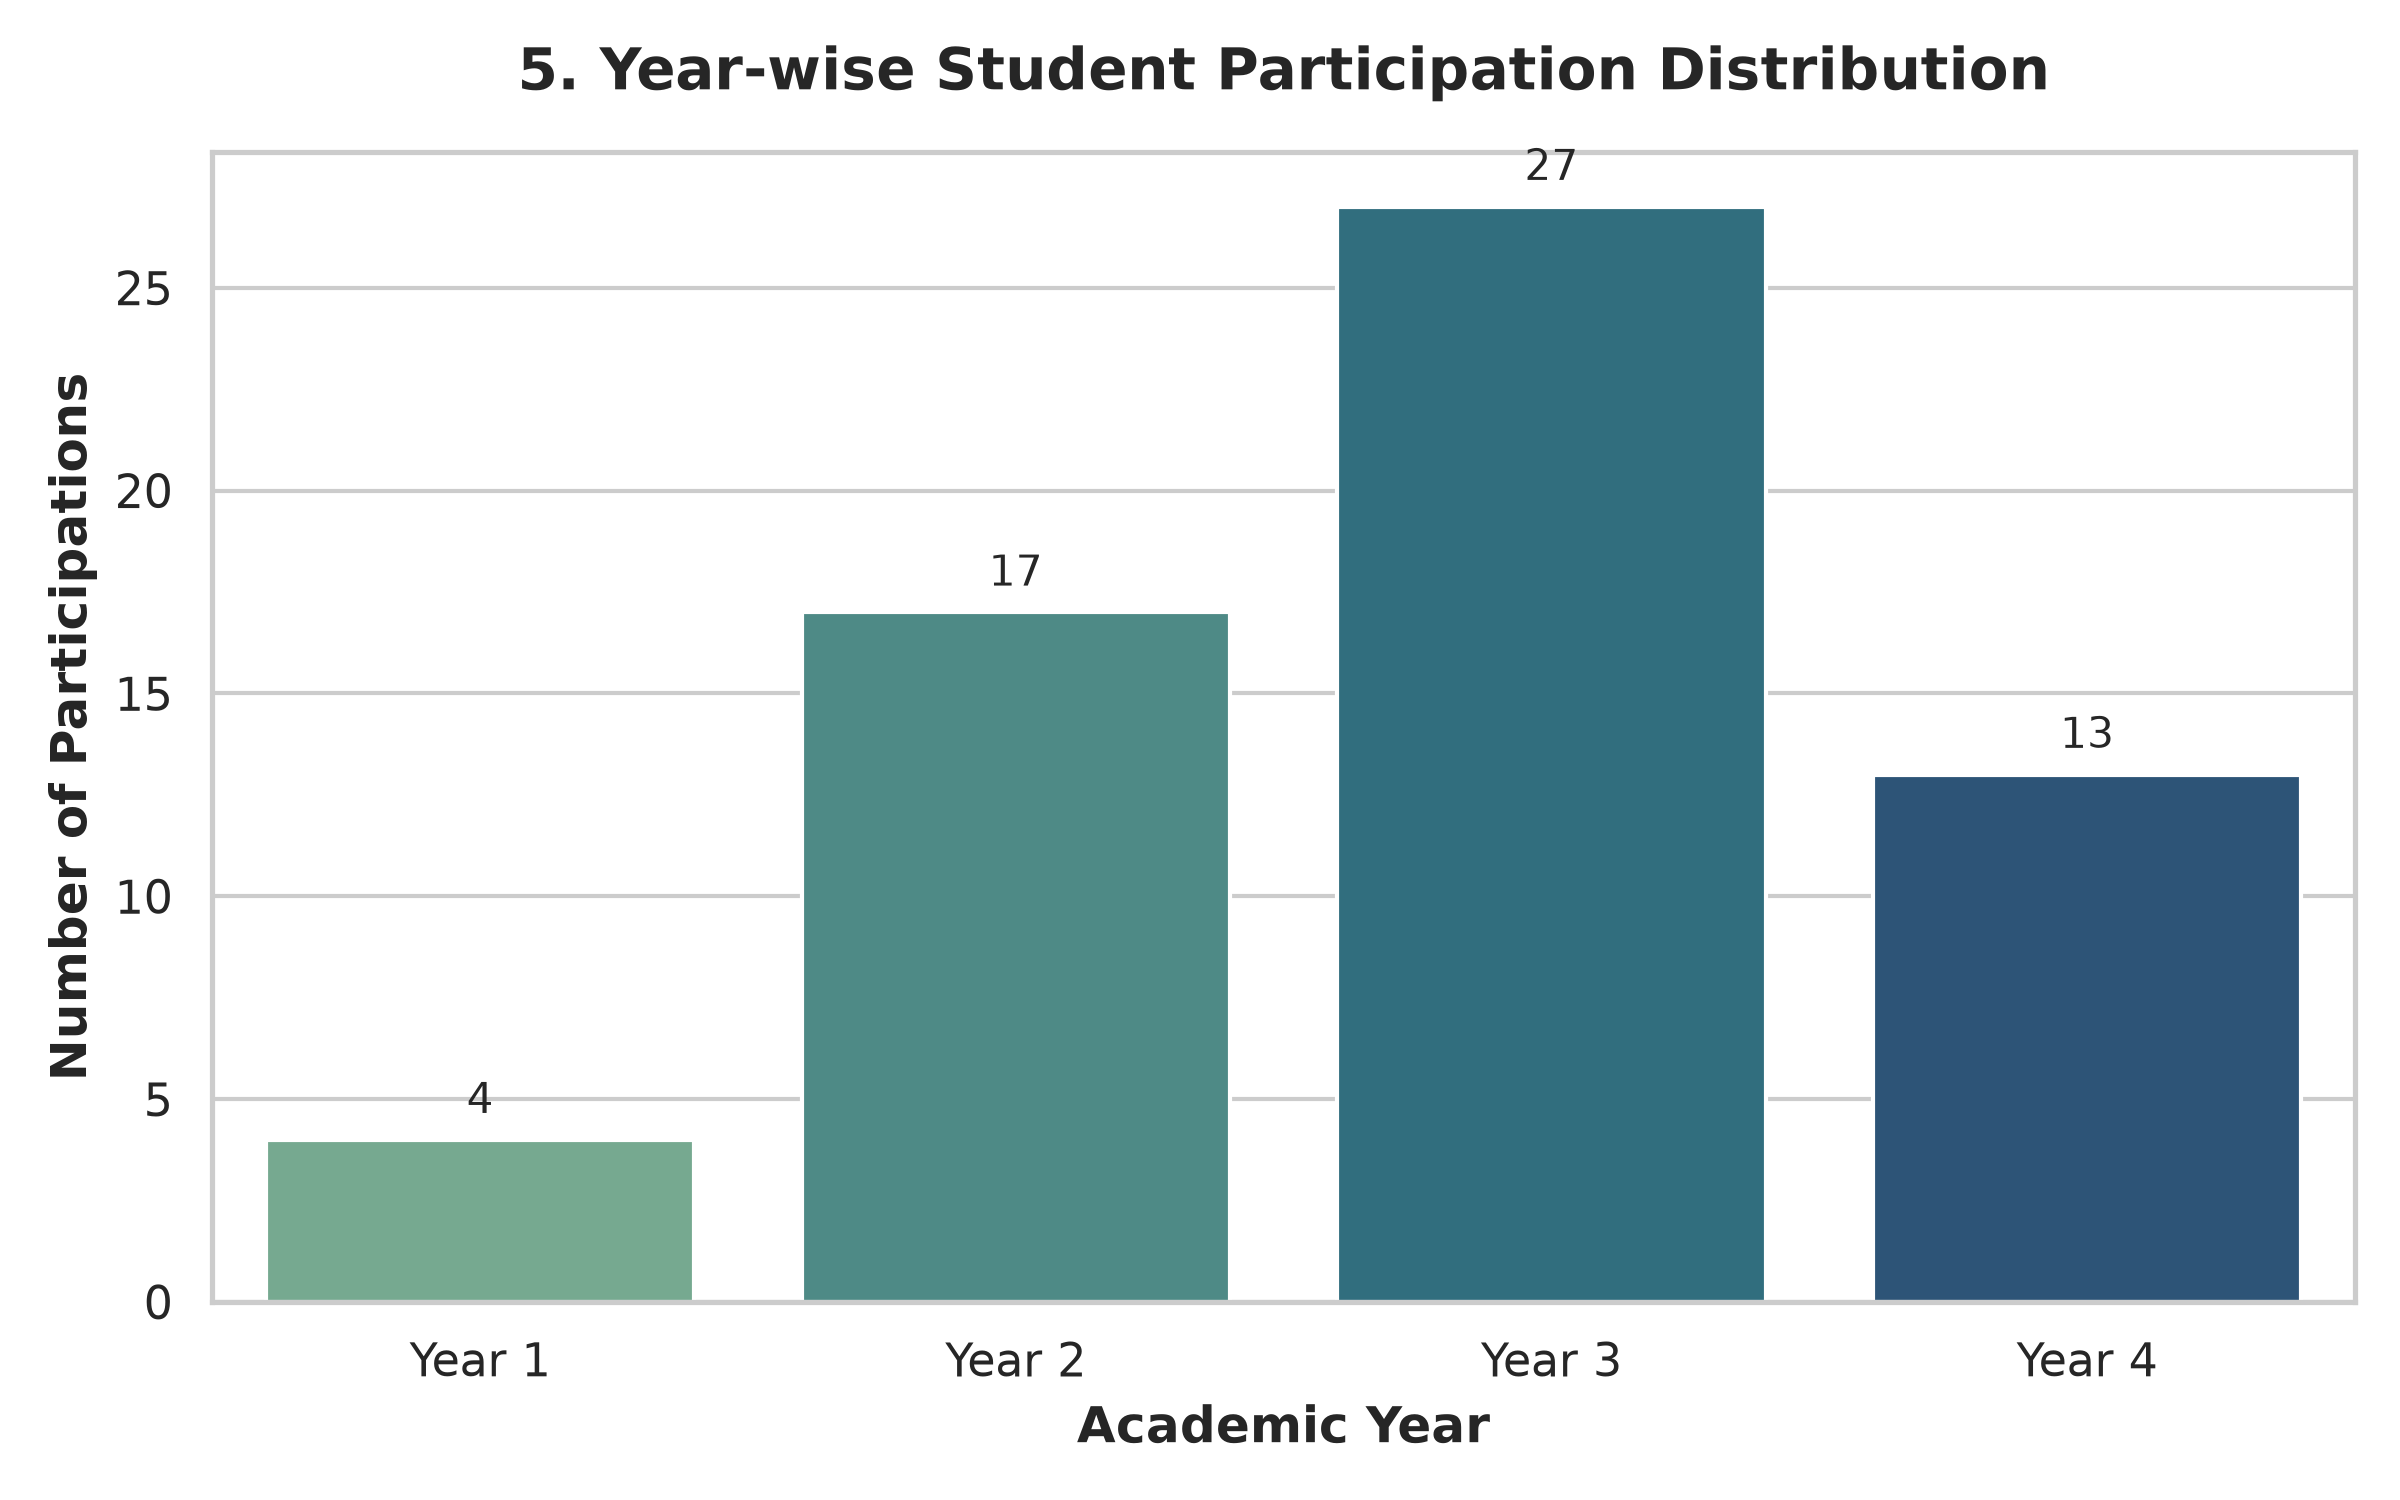 5. Year-wise Student Participation Distribution
27
25
20
17
15
13
10
5
4
0
Number of Participations
Year 1 Year 2 Year 3 Year 4
Academic Year